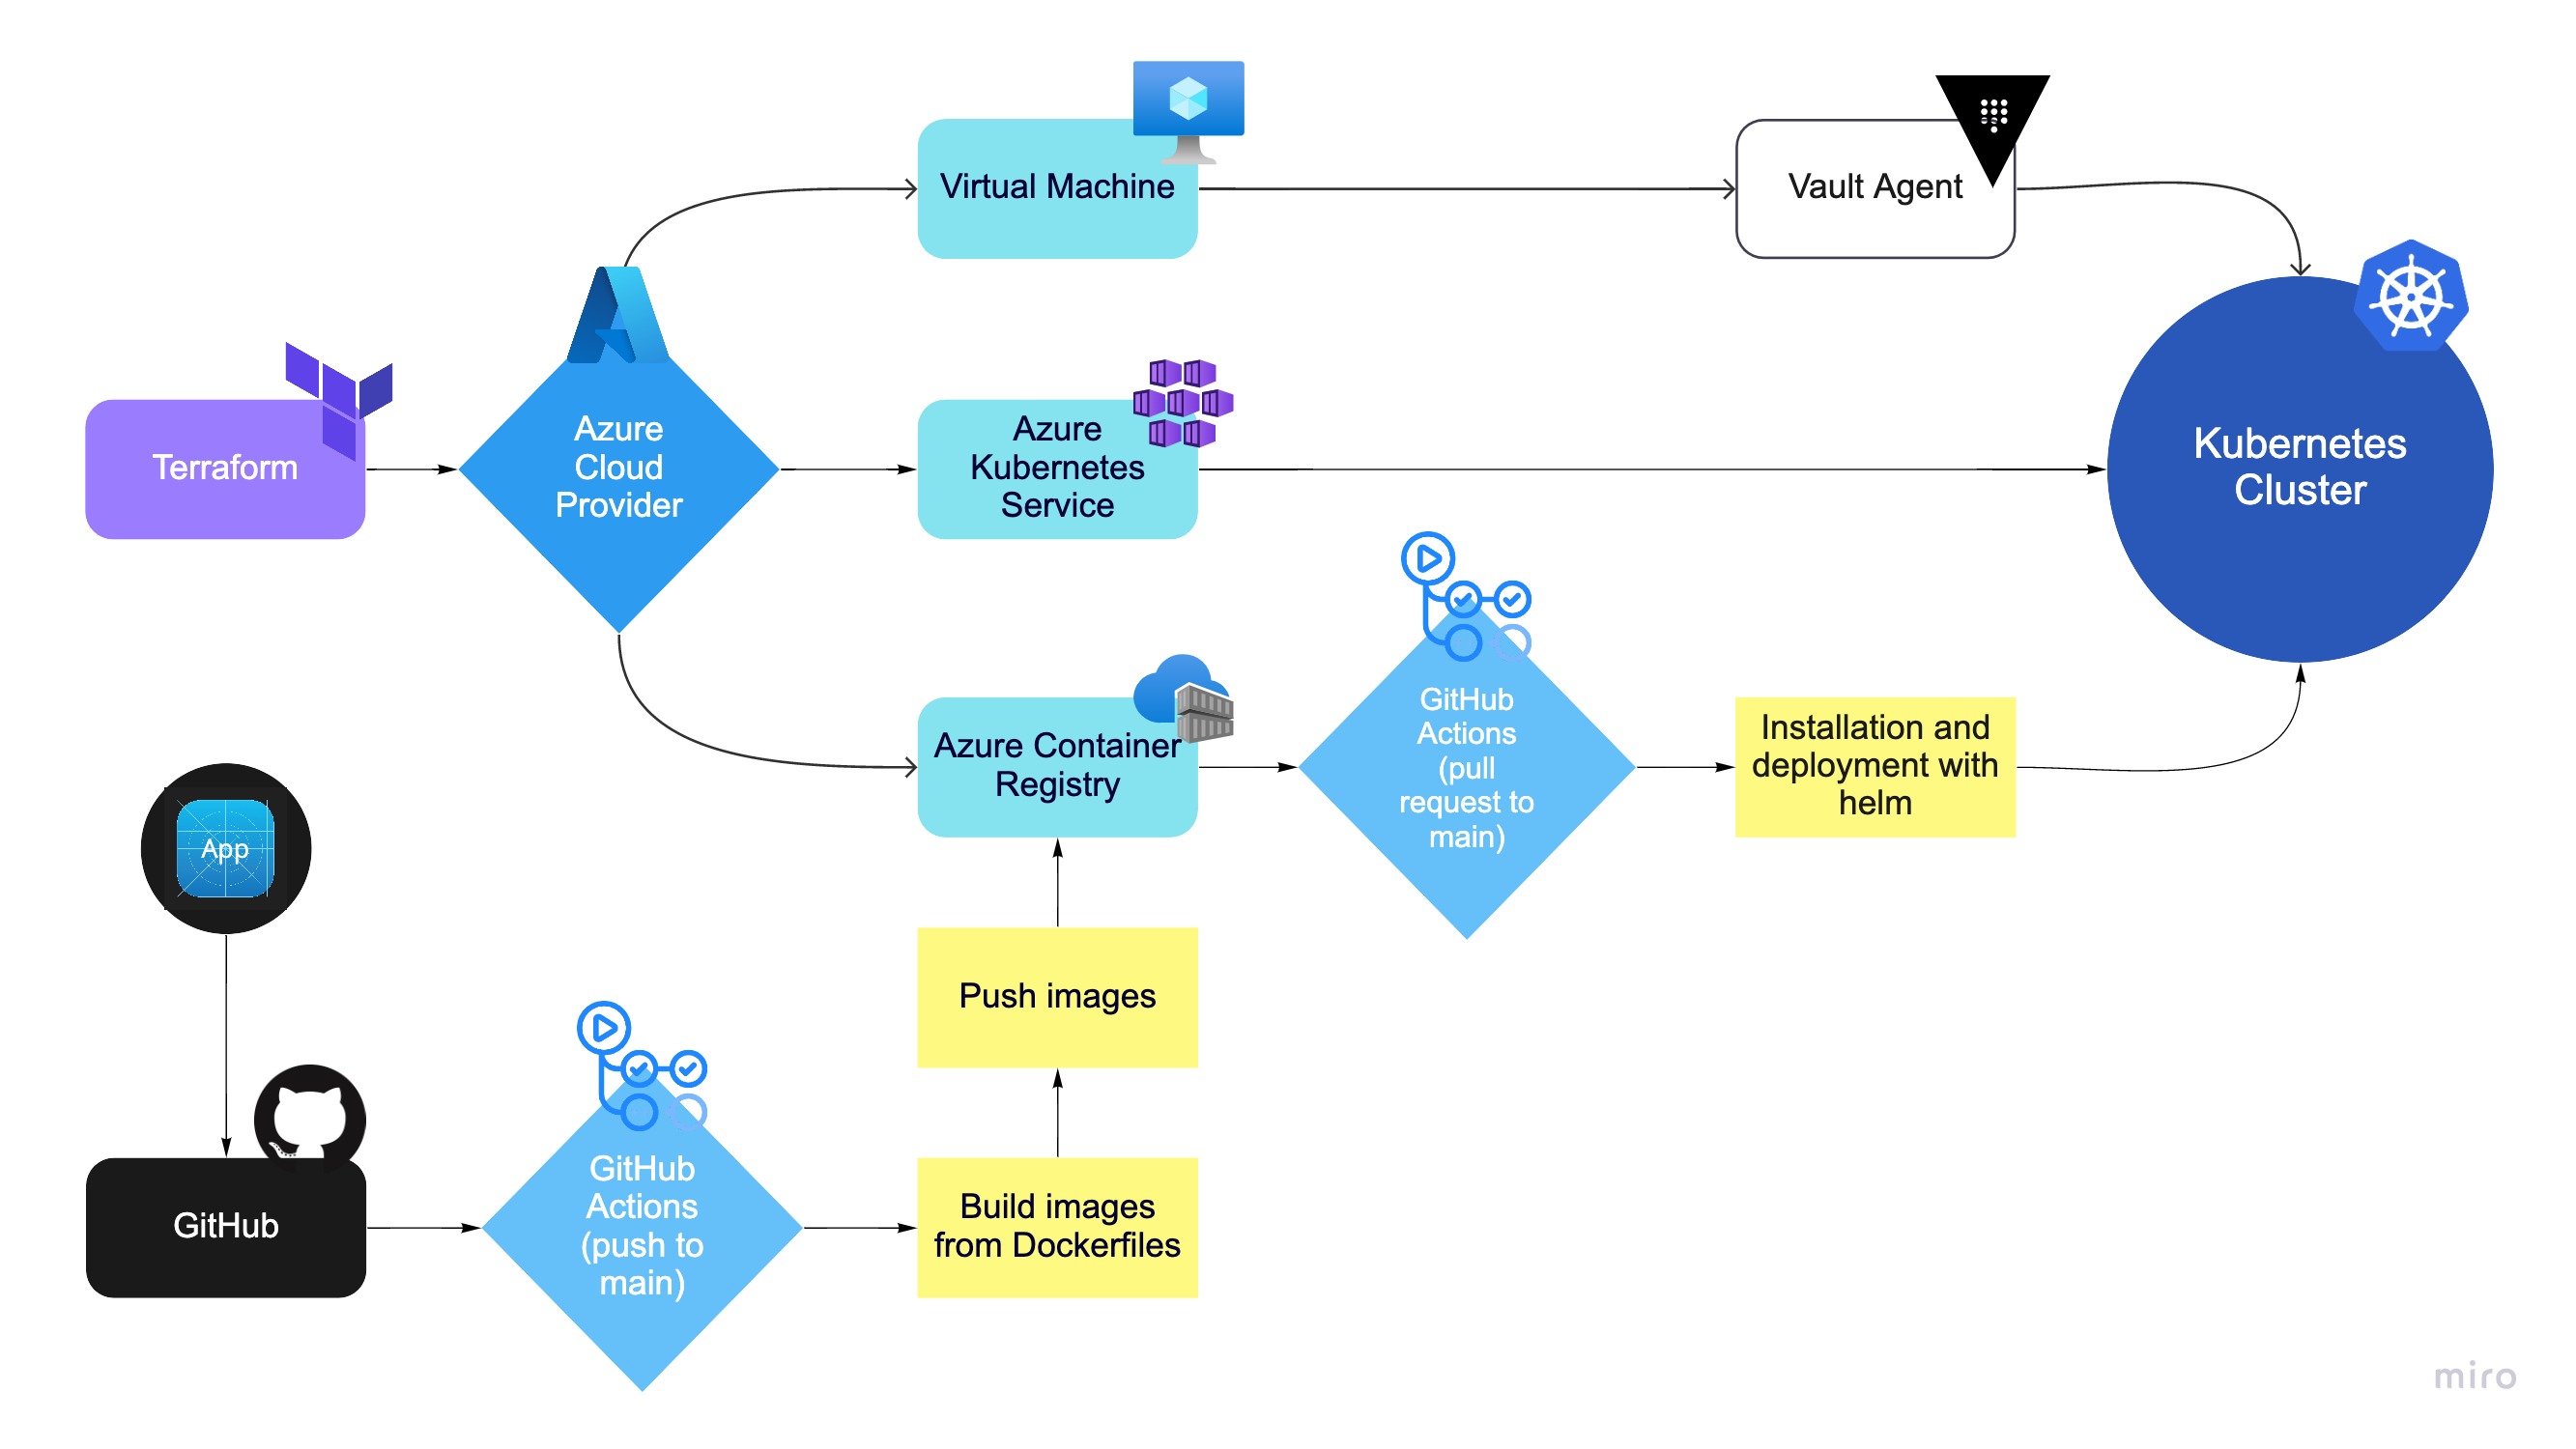 Virtual Machine
Vault Agent
Terraform
Azure
Cloud
Provider
Azure
Kubernetes
Service
Kubernetes
Cluster
Azure Container
Registry
GitHub
Actions
(pull
request to
main)
Installation and
deployment with
helm
App
Push images
GitHub
GitHub
Actions
(push to
main)
Build images
from Dockerfiles
miro